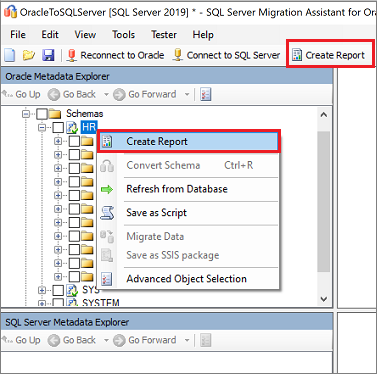 OracleToSQLServer [SQL Server 2019] * - SQL Server Migration Assistant for Ora
File Edit View Tools Tester Help
Reconnect to Oracle Connect to SQL Server Create Report
Oracle Metadata Explorer
Go Up Go Back Go Forward
Schemas
HR
Create Report
Convert Schema Ctrl+R
Refresh from Database
Save as Script
Migrate Data
Save as SSIS package
Advanced Object Selection
SYS
SYSTEM
SQL Server Metadata Explorer
Go Up Go Back Go Forward